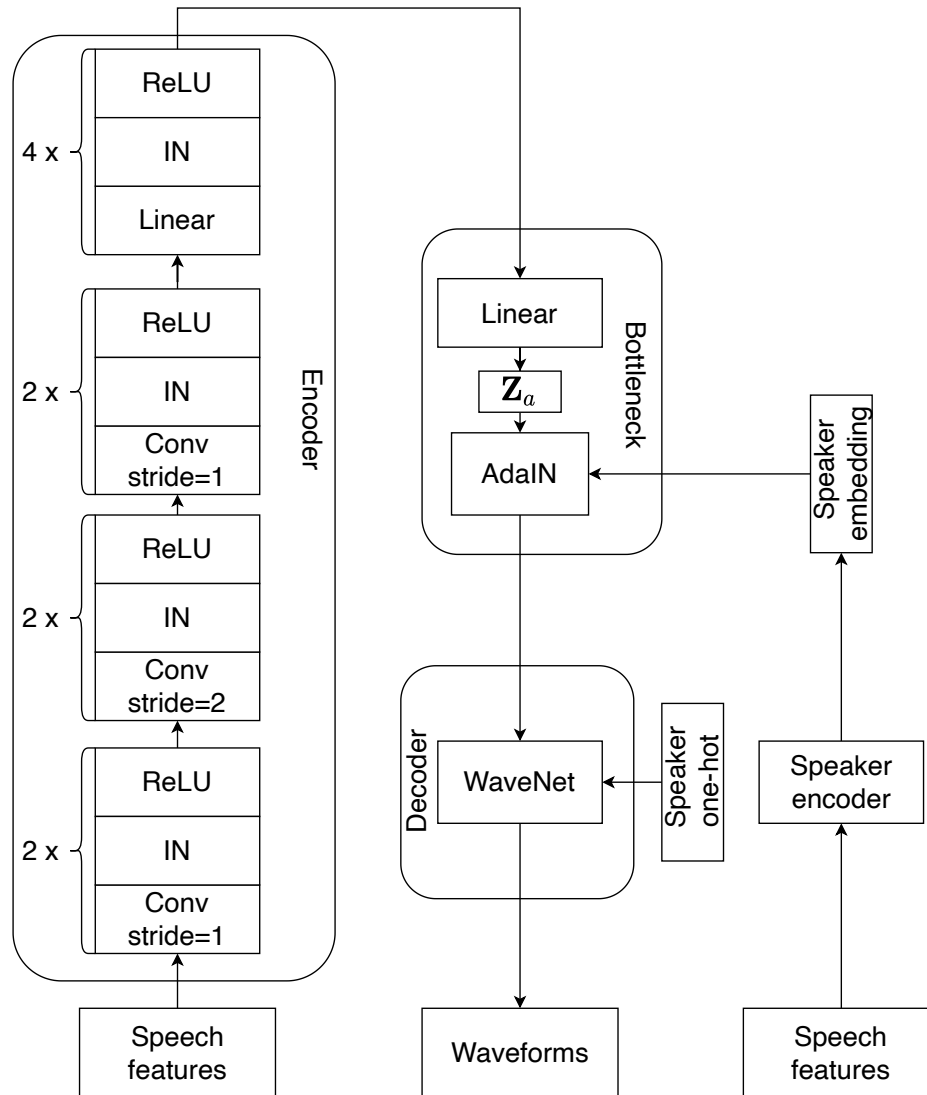 4 x
ReLU
IN
Linear
2 x
ReLU
IN
Conv
stride=1
2 x
ReLU
IN
Conv
stride=2
2 x
ReLU
IN
Conv
stride=1
Encoder
Speech
features
Linear
Z_a
AdaIN
Bottleneck
Decoder
WaveNet
Speaker
one-hot
Waveforms
Speaker
embedding
Speaker
encoder
Speech
features